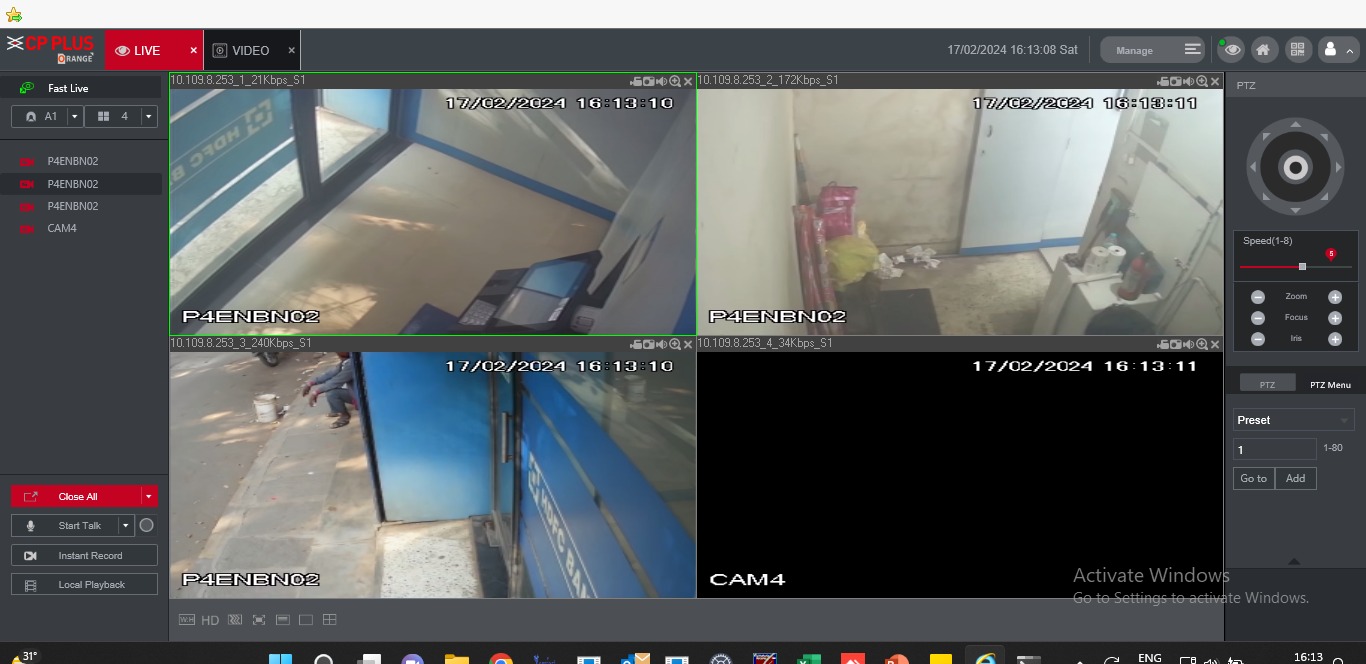 CP PLUS
ORANGE
LIVE ×
VIDEO ×
17/02/2024 16:13:08 Sat
Manage
Fast Live
A1
4
P4ENBN02
P4ENBN02
P4ENBN02
CAM4
10.109.8.253_1_21Kbps_S1
17/02/2024 16:13:10
HDFC BA
P4ENBN02
10.109.8.253_2_172Kbps_S1
17/02/2024 16:13:11
P4ENBN02
10.109.8.253_3_240Kbps_S1
17/02/2024 16:13:10
HDFC BAN
P4ENBN02
10.109.8.253_4_34Kbps_S1
17/02/2024 16:13:11
CAM4
PTZ
Speed(1-8)
5
Zoom
Focus
Iris
PTZ
PTZ Menu
Preset
1
1-80
Go to
Add
Close All
Start Talk
Instant Record
Local Playback
W:H
HD
Activate Windows
Go to Settings to activate Windows.
31°
ENG
16:13